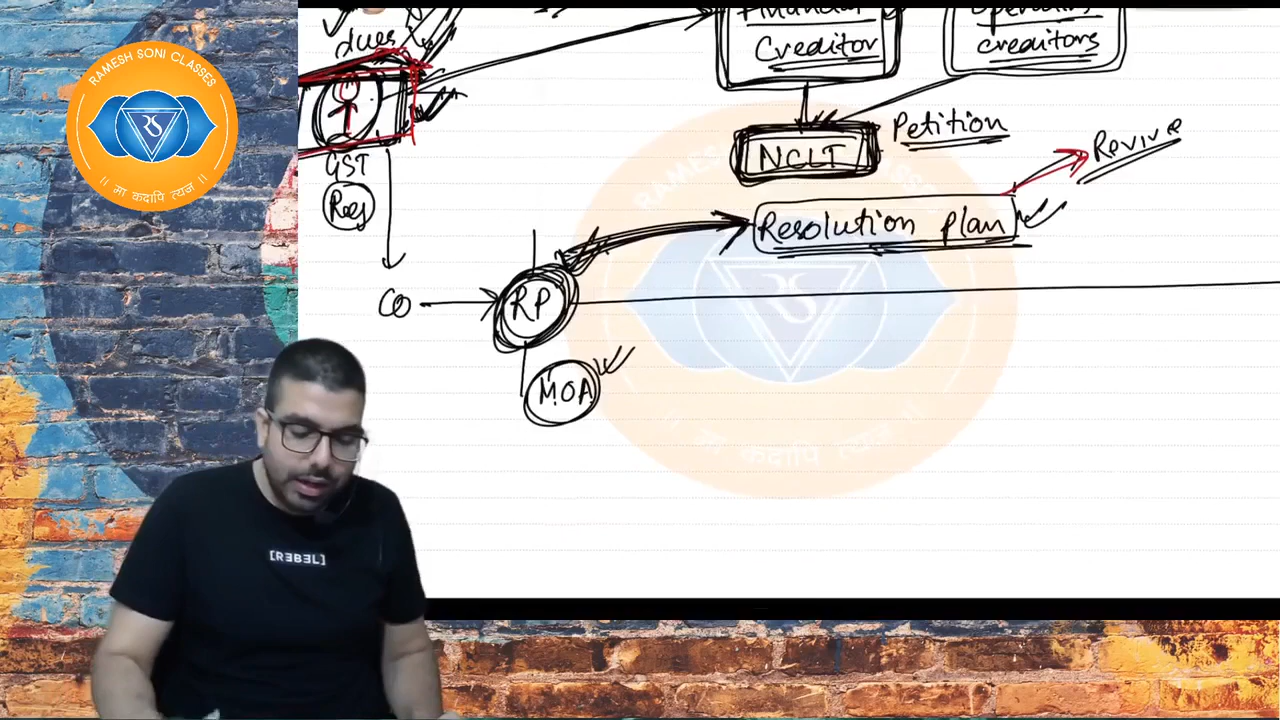 RAMESH SONI CLASSES
।। मा कदापि त्यज ।।
dues
GST
Reg
CO
RP
MOA
Financial
Creditor
creditors
NCLT
Petition
Revive
Resolution plan
[REBEL]